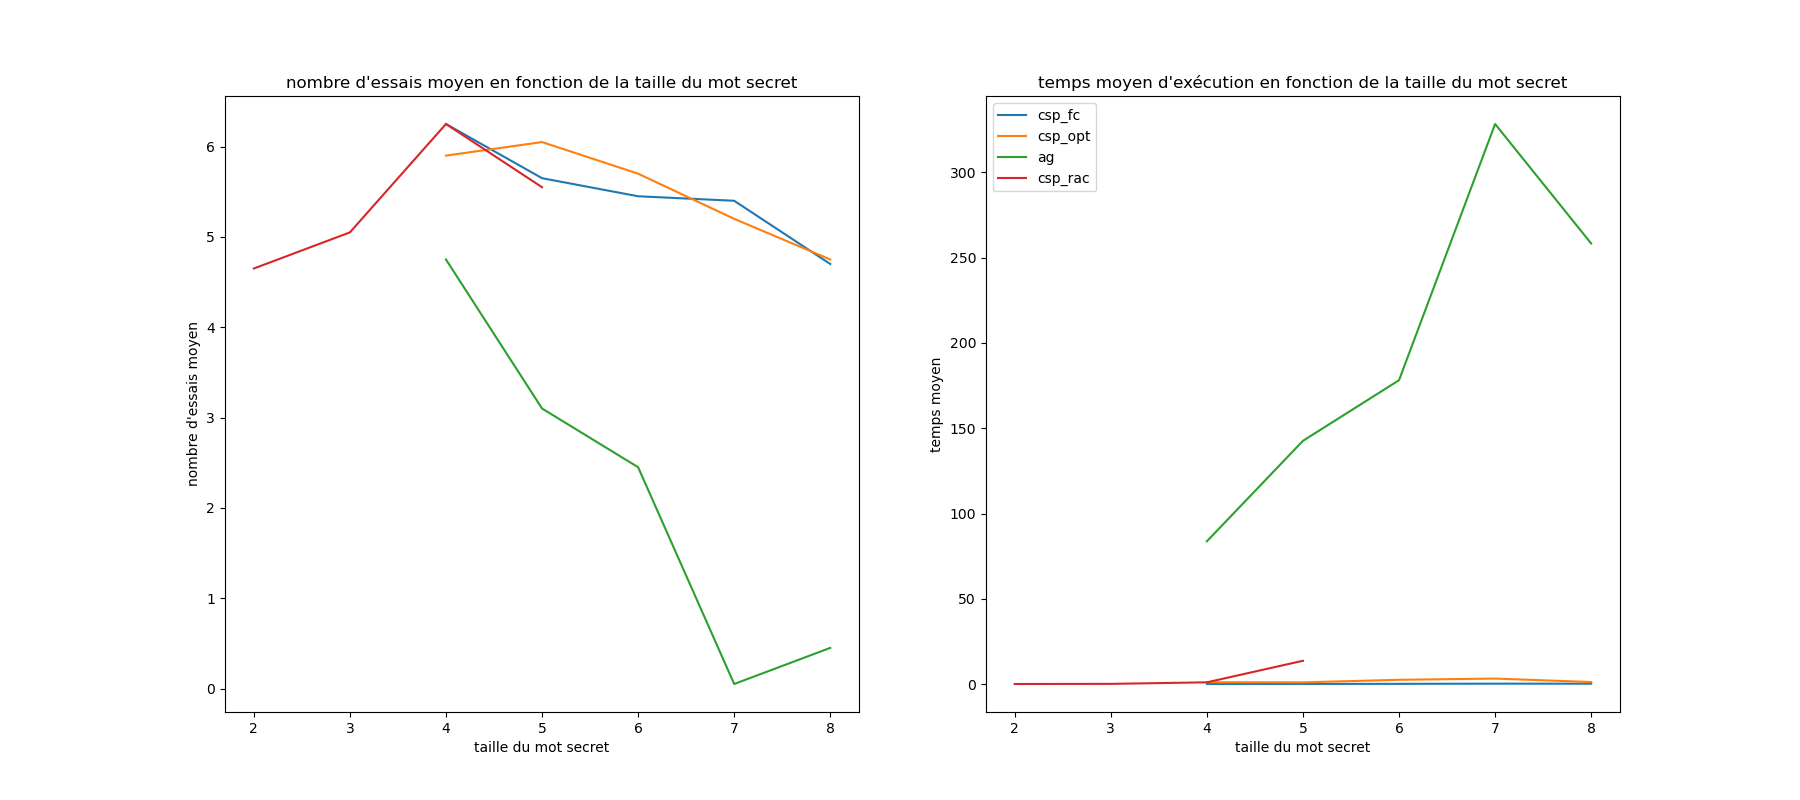 nombre d'essais moyen en fonction de la taille du mot secret
nombre d'essais moyen
6
5
4
3
2
1
0
2 3 4 5 6 7 8
taille du mot secret
temps moyen d'exécution en fonction de la taille du mot secret
csp_fc
csp_opt
ag
csp_rac
temps moyen
300
250
200
150
100
50
0
2 3 4 5 6 7 8
taille du mot secret